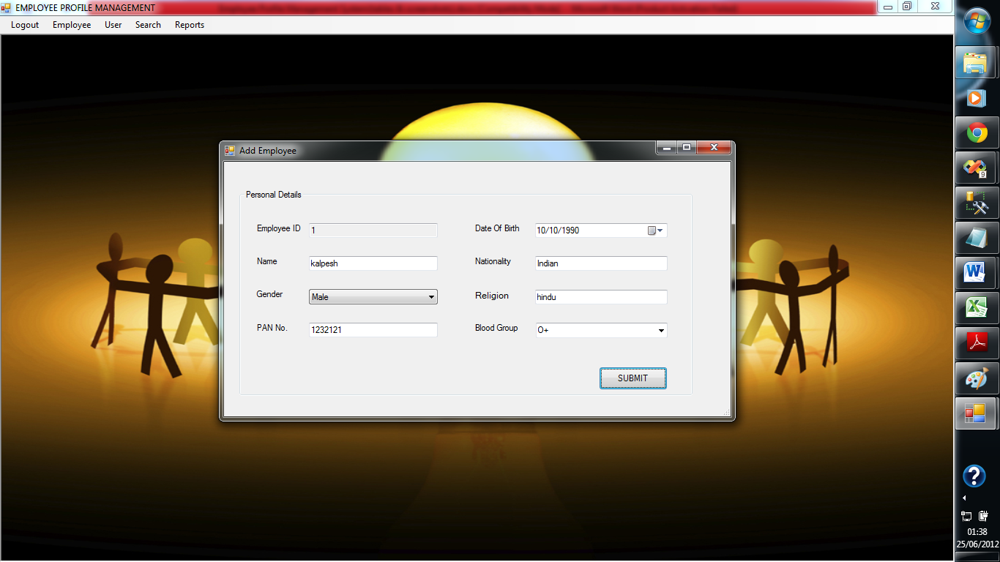 EMPLOYEE PROFILE MANAGEMENT
Logout Employee User Search Reports
Add Employee
Personal Details
Employee ID 1 Date Of Birth 10/10/1990
Name kalpesh Nationality Indian
Gender Male Religion hindu
PAN No. 1232121 Blood Group O+
SUBMIT
9
W
X
?
01:38
25/06/2012